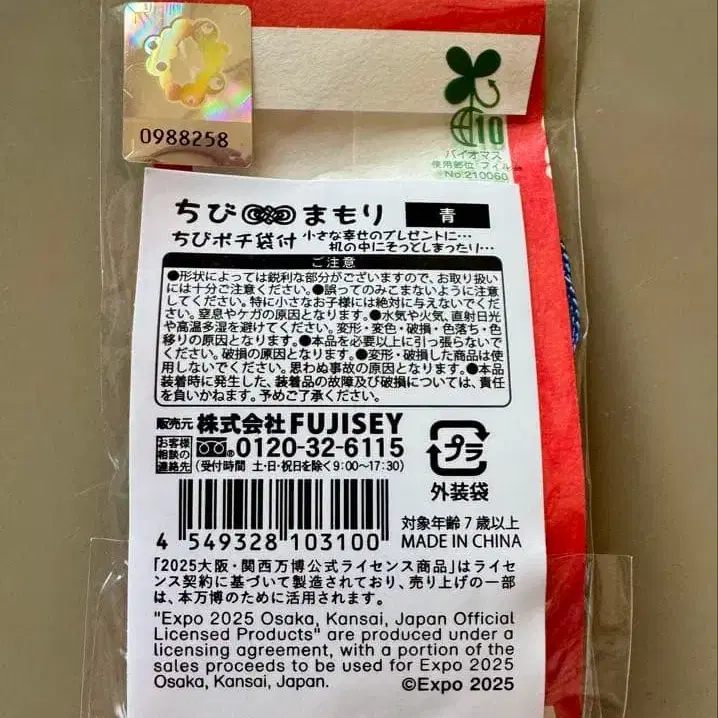 0988258
10
バイオマス
使用部位:フィルム
No.210060
ちび まもり 青
ちびポチ袋付 小さな幸せのプレゼントに…
机の中にそっとしまったり…
ご注意
●形状によっては鋭利な部分がございますので、お取り扱い
には十分ご注意ください。●誤ってのみこまないように注意
してください。特に小さなお子様には絶対に与えないでくだ
さい。窒息やケガの原因となります。●水気や火気、直射日光
や高温多湿を避けてください。変形・変色・破損・色落ち・色
移りの原因となります。●本品を必要以上に引っ張らないで
ください。破損の原因となります。●変形・破損した商品は使
用しないでください。思わぬ事故の原因となります。●本品
装着時に発生した、装着品の故障及び破損については、責任
を負いかねます。予めご了承ください。
販売元 株式会社FUJISEY
お客様
相談の
連絡先
0120-32-6115
(受付時間 土・日・祝日を除く9:00〜17:30)
プラ
外装袋
4 549328 103100
対象年齢7歳以上
MADE IN CHINA
「2025大阪・関西万博公式ライセンス商品」はライセ
ンス契約に基づいて製造されており、売り上げの一部
は、本万博のために活用されます。
"Expo 2025 Osaka, Kansai, Japan Official
Licensed Products" are produced under a
licensing agreement, with a portion of the
sales proceeds to be used for Expo 2025
Osaka, Kansai, Japan.
©Expo 2025